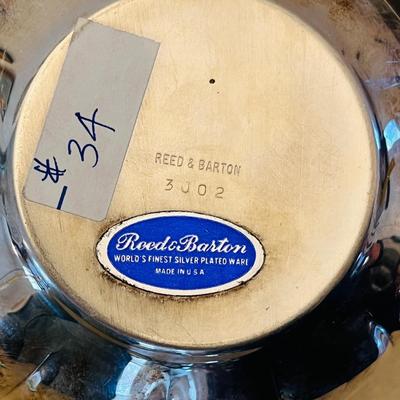 # 34
REED & BARTON
3002
Reed & Barton
WORLD'S FINEST SILVER PLATED WARE
MADE IN U.S.A